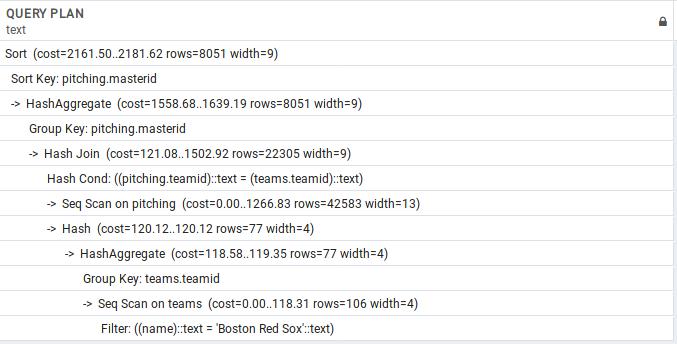 QUERY PLAN
text
Sort (cost=2161.50..2181.62 rows=8051 width=9)
Sort Key: pitching.masterid
-> HashAggregate (cost=1558.68..1639.19 rows=8051 width=9)
Group Key: pitching.masterid
-> Hash Join (cost=121.08..1502.92 rows=22305 width=9)
Hash Cond: ((pitching.teamid)::text = (teams.teamid)::text)
-> Seq Scan on pitching (cost=0.00..1266.83 rows=42583 width=13)
-> Hash (cost=120.12..120.12 rows=77 width=4)
-> HashAggregate (cost=118.58..119.35 rows=77 width=4)
Group Key: teams.teamid
-> Seq Scan on teams (cost=0.00..118.31 rows=106 width=4)
Filter: ((name)::text = 'Boston Red Sox'::text)